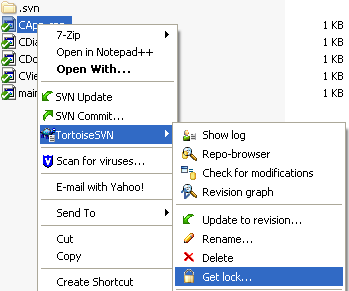 .svn
CApp.cpp 1 KB
CDia 1 KB
CDo 1 KB
CVie 1 KB
main 1 KB
7-Zip
Open in Notepad++
Open With...
SVN Update
SVN Commit...
TortoiseSVN
Scan for viruses...
E-mail with Yahoo!
Send To
Cut
Copy
Create Shortcut
Show log
Repo-browser
Check for modifications
Revision graph
Update to revision...
Rename...
Delete
Get lock...